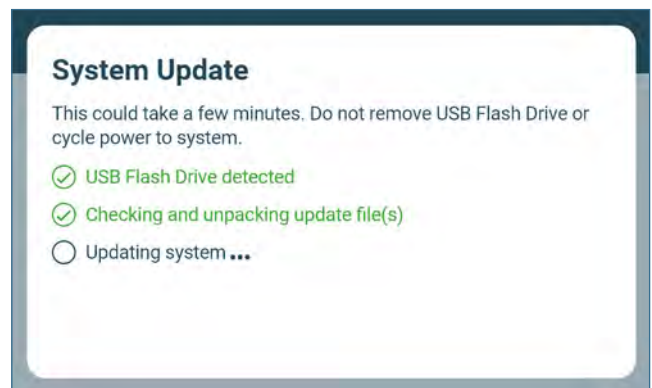 System Update
This could take a few minutes. Do not remove USB Flash Drive or
cycle power to system.
USB Flash Drive detected
Checking and unpacking update file(s)
Updating system •••